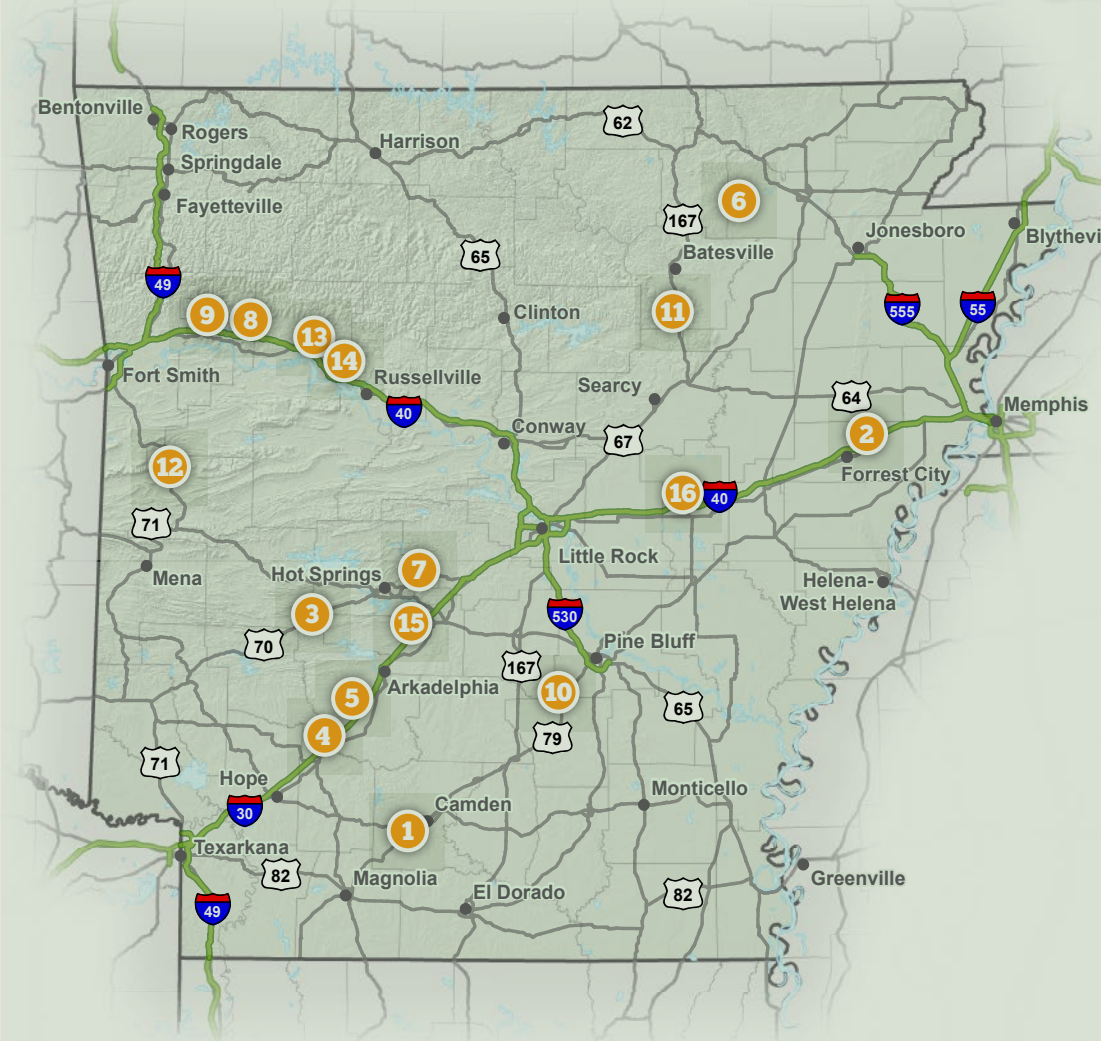 Bentonville
62
Rogers
Harrison
Springdale
Fayetteville
6
167
Jonesboro
Blythevi
65
Batesville
49
9
8
11
555
55
Clinton
13
14
Fort Smith
Russellville
Searcy
64
Memphis
40
Conway
67
2
12
Forrest City
16
40
71
Little Rock
Mena
Hot Springs
7
Helena-
West Helena
3
15
530
70
Pine Bluff
167
Arkadelphia
5
10
65
4
79
71
Hope
Monticello
30
Camden
1
Texarkana
82
Magnolia
Greenville
El Dorado
82
49